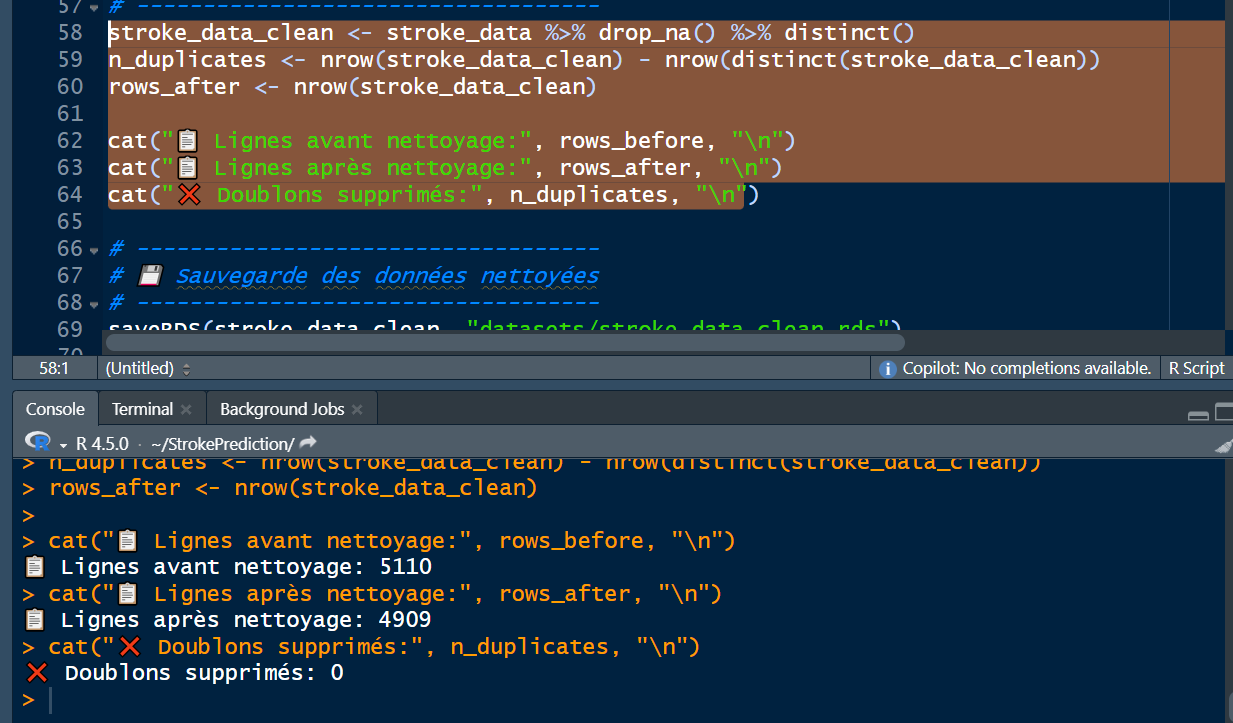 57 # -----------------------------------
58 stroke_data_clean <- stroke_data %>% drop_na() %>% distinct()
59 n_duplicates <- nrow(stroke_data_clean) - nrow(distinct(stroke_data_clean))
60 rows_after <- nrow(stroke_data_clean)
61
62 cat("📋 Lignes avant nettoyage:", rows_before, "\n")
63 cat("📋 Lignes après nettoyage:", rows_after, "\n")
64 cat("❌ Doublons supprimés:", n_duplicates, "\n")
65
66 # -----------------------------------
67 # 💾 Sauvegarde des données nettoyées
68 # -----------------------------------
69 saveRDS(stroke_data_clean, "datasets/stroke_data_clean.rds")
70
58:1 (Untitled) Copilot: No completions available. R Script
Console Terminal Background Jobs
R 4.5.0 · ~/StrokePrediction/
> n_duplicates <- nrow(stroke_data_clean) - nrow(distinct(stroke_data_clean))
> rows_after <- nrow(stroke_data_clean)
>
> cat("📋 Lignes avant nettoyage:", rows_before, "\n")
📋 Lignes avant nettoyage: 5110
> cat("📋 Lignes après nettoyage:", rows_after, "\n")
📋 Lignes après nettoyage: 4909
> cat("❌ Doublons supprimés:", n_duplicates, "\n")
❌ Doublons supprimés: 0
>